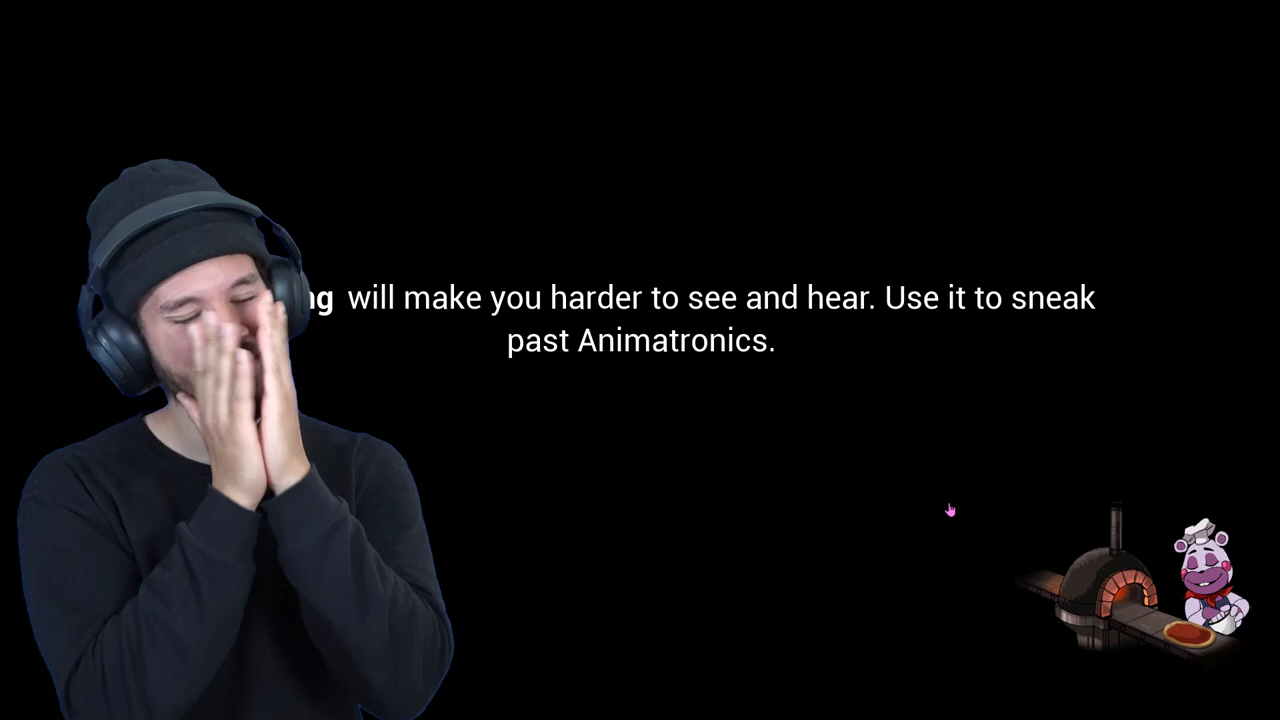 will make you harder to see and hear. Use it to sneak
past Animatronics.